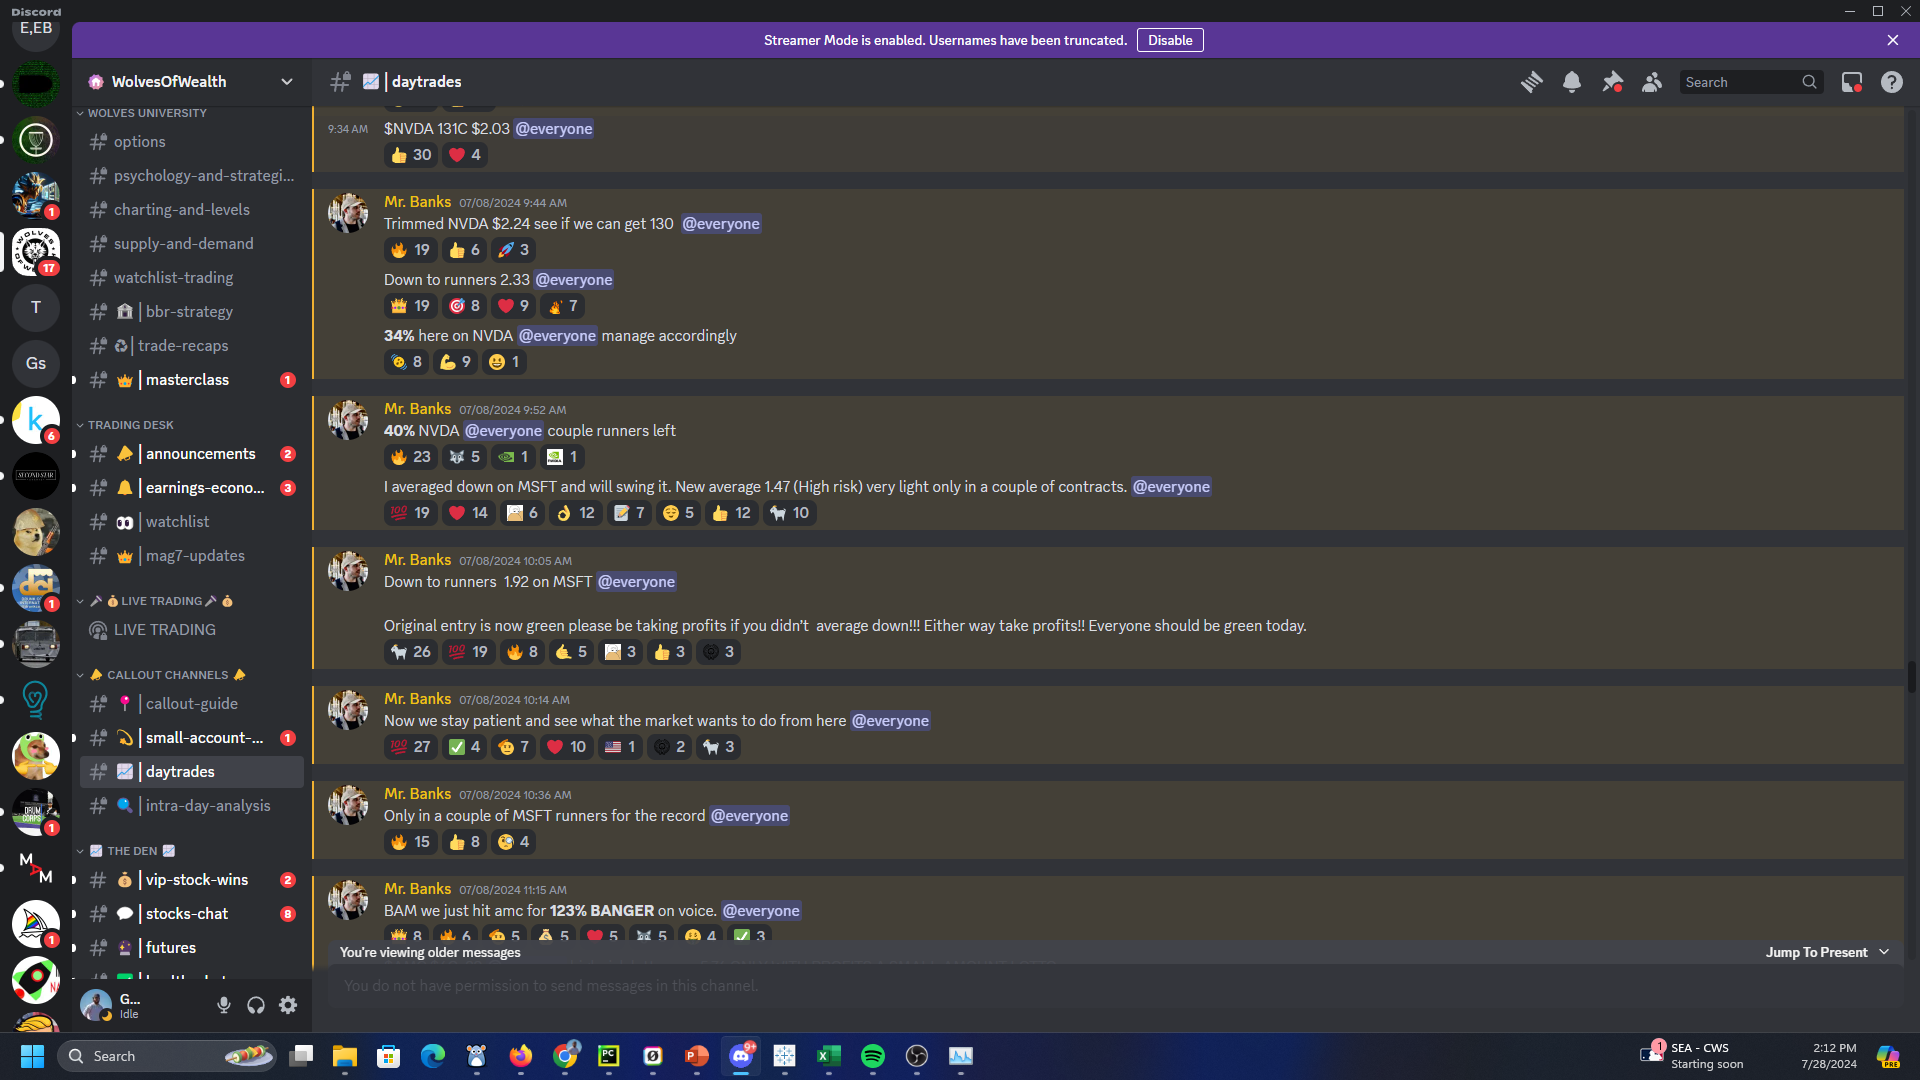 Discord
E,EB
Streamer Mode is enabled. Usernames have been truncated.
Disable
WolvesOfWealth
| daytrades
Search
WOLVES UNIVERSITY
options
psychology-and-strategi...
charting-and-levels
supply-and-demand
watchlist-trading
| bbr-strategy
| trade-recaps
| masterclass
1
TRADING DESK
| announcements
2
| earnings-econo...
3
| watchlist
| mag7-updates
LIVE TRADING
LIVE TRADING
CALLOUT CHANNELS
| callout-guide
| small-account-...
1
| daytrades
| intra-day-analysis
THE DEN
| vip-stock-wins
2
| stocks-chat
8
| futures
1
17
T
Gs
k
6
SECOND STAR
dci
1
DRUM CORPS
1
M A M
1
G...
Idle
9:34 AM
$NVDA 131C $2.03 @everyone
30 4
Mr. Banks 07/08/2024 9:44 AM
Trimmed NVDA $2.24 see if we can get 130 @everyone
19 6 3
Down to runners 2.33 @everyone
19 8 9 7
34% here on NVDA @everyone manage accordingly
8 9 1
Mr. Banks 07/08/2024 9:52 AM
40% NVDA @everyone couple runners left
23 5 1 1
I averaged down on MSFT and will swing it. New average 1.47 (High risk) very light only in a couple of contracts. @everyone
19 14 6 12 7 5 12 10
Mr. Banks 07/08/2024 10:05 AM
Down to runners 1.92 on MSFT @everyone
Original entry is now green please be taking profits if you didn't average down!!! Either way take profits!! Everyone should be green today.
26 19 8 5 3 3 3
Mr. Banks 07/08/2024 10:14 AM
Now we stay patient and see what the market wants to do from here @everyone
27 4 7 10 1 2 3
Mr. Banks 07/08/2024 10:36 AM
Only in a couple of MSFT runners for the record @everyone
15 8 4
Mr. Banks 07/08/2024 11:15 AM
BAM we just hit amc for 123% BANGER on voice. @everyone
8 6 5 5 5 5 4 3
You're viewing older messages
Jump To Present
You do not have permission to send messages in this channel.
Search
PC
9+
1
SEA - CWS
Starting soon
2:12 PM
7/28/2024
PRE